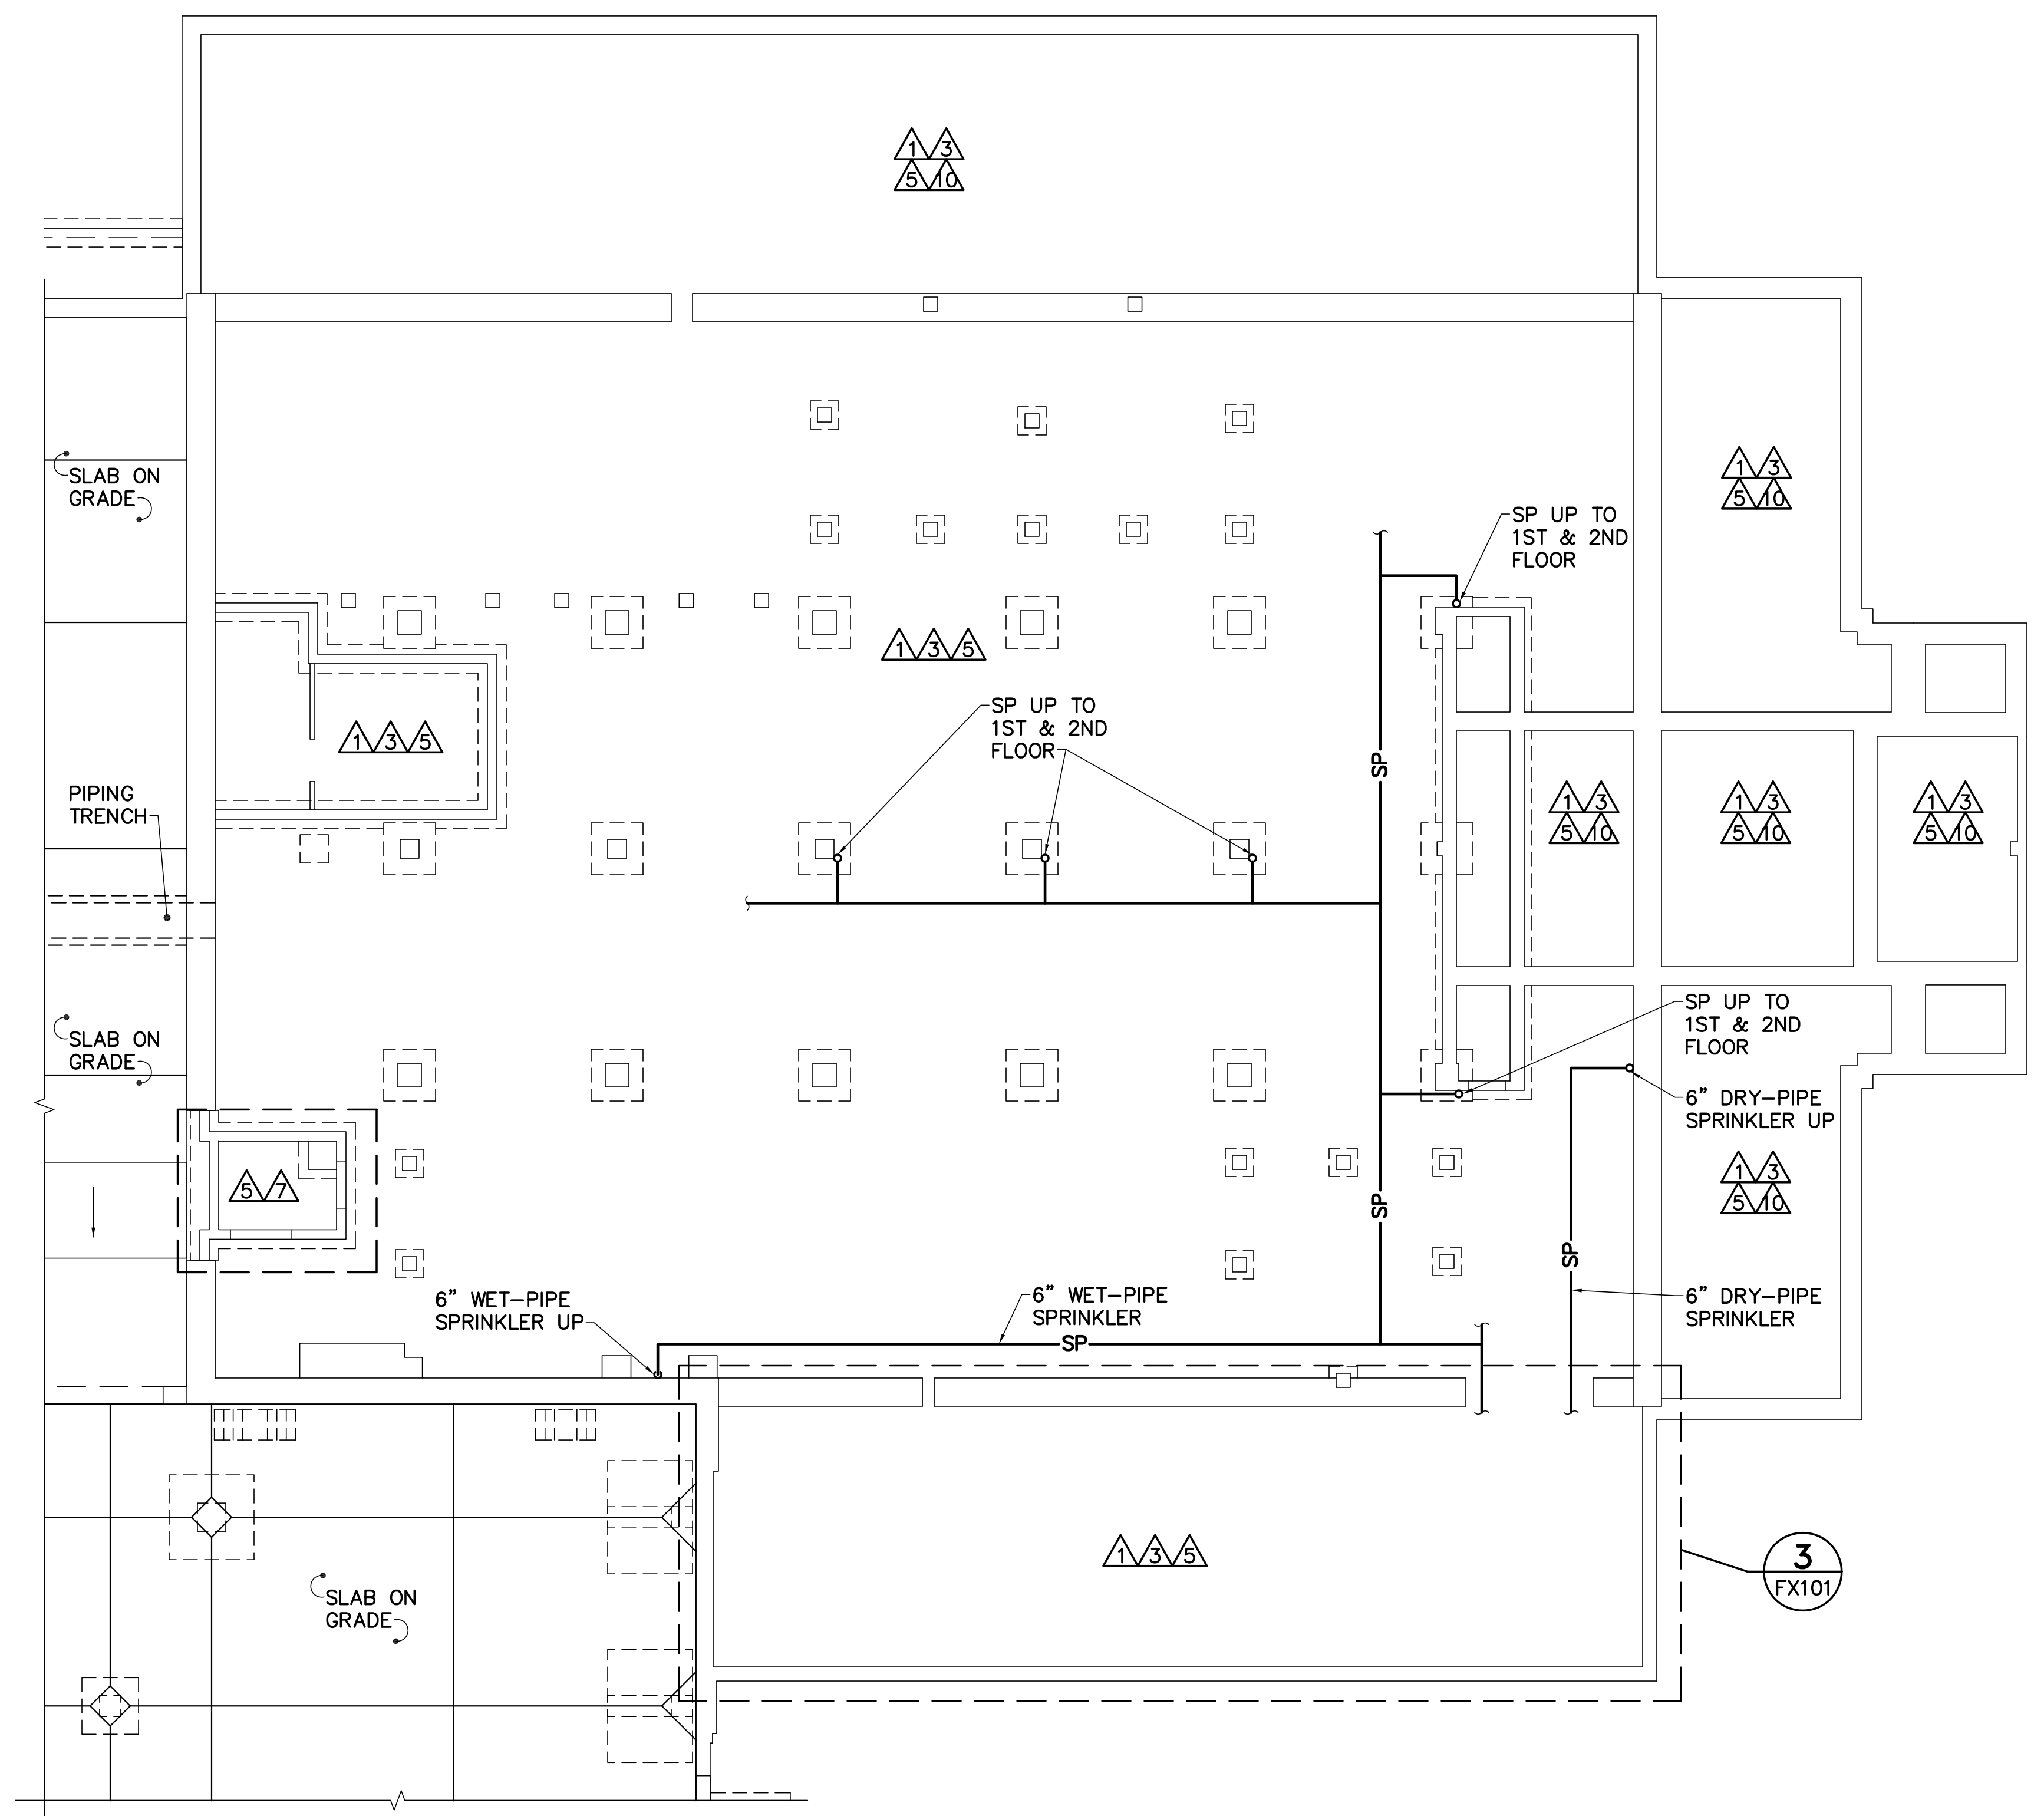 1 3
5 10
SLAB ON
GRADE
1 3
5 10
SP UP TO
1ST & 2ND
FLOOR
1 3 5
SP UP TO
1ST & 2ND
FLOOR
1 3 5
SP
PIPING
TRENCH
1 3
5 10
1 3
5 10
1 3
5 10
SLAB ON
GRADE
SP UP TO
1ST & 2ND
FLOOR
6" DRY-PIPE
SPRINKLER UP
5 7
SP
1 3
5 10
SP
6" WET-PIPE
SPRINKLER UP
6" WET-PIPE
SPRINKLER
SP
6" DRY-PIPE
SPRINKLER
1 3 5
3
FX101
SLAB ON
GRADE